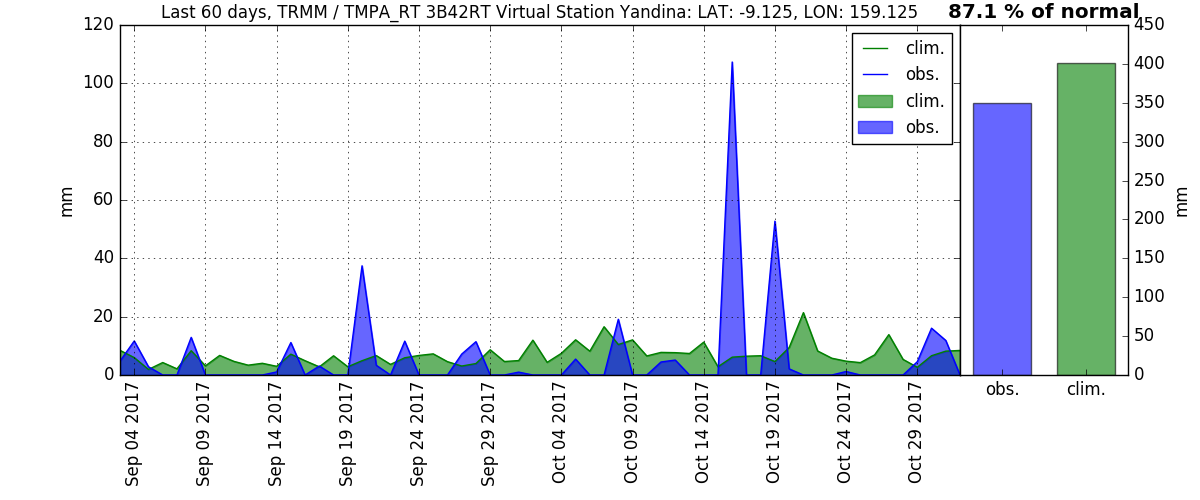 Last 60 days, TRMM / TMPA_RT 3B42RT Virtual Station Yandina: LAT: -9.125, LON: 159.125
87.1 % of normal
120
100
80
60
40
20
0
mm
clim.
obs.
clim.
obs.
450
400
350
300
250
200
150
100
50
0
mm
Sep 04 2017
Sep 09 2017
Sep 14 2017
Sep 19 2017
Sep 24 2017
Sep 29 2017
Oct 04 2017
Oct 09 2017
Oct 14 2017
Oct 19 2017
Oct 24 2017
Oct 29 2017
obs.
clim.